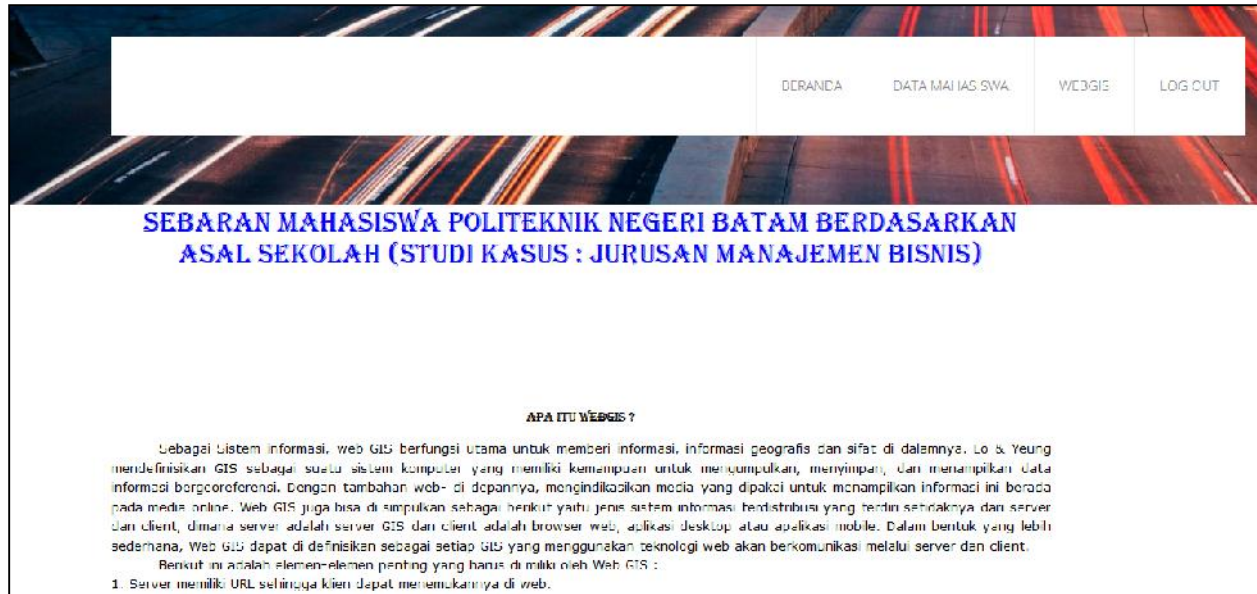 BERANDA
DATA MAHASISWA
WEBGIS
LOG OUT
SEBARAN MAHASISWA POLITEKNIK NEGERI BATAM BERDASARKAN
ASAL SEKOLAH (STUDI KASUS : JURUSAN MANAJEMEN BISNIS)
APA ITU WEBGIS ?
Sebagai Sistem informasi, web GIS berfungsi utama untuk memberi informasi, informasi geografis dan sifat di dalamnya. Lo & Yeung
mendefinisikan GIS sebagai suatu sistem komputer yang memiliki kemampuan untuk mengumpulkan, menyimpan, dan menampilkan data
informasi bergeoreferensi. Dengan tambahan web- di depannya, mengindikasikan media yang dipakai untuk menampilkan informasi ini berada
pada media online. Web GIS juga bisa di simpulkan sebagai berikut yaitu jenis sistem informasi terdistribusi yang terdiri setidaknya dari server
dan client, dimana server adalah server GIS dan client adalah browser web, aplikasi desktop atau apalikasi mobile. Dalam bentuk yang lebih
sederhana, Web GIS dapat di definisikan sebagai setiap GIS yang menggunakan teknologi web akan berkomunikasi melalui server dan client.
Berikut ini adalah elemen-elemen penting yang harus di miliki oleh Web GIS :
1. Server memiliki URL sehingga klien dapat menemukannya di web.